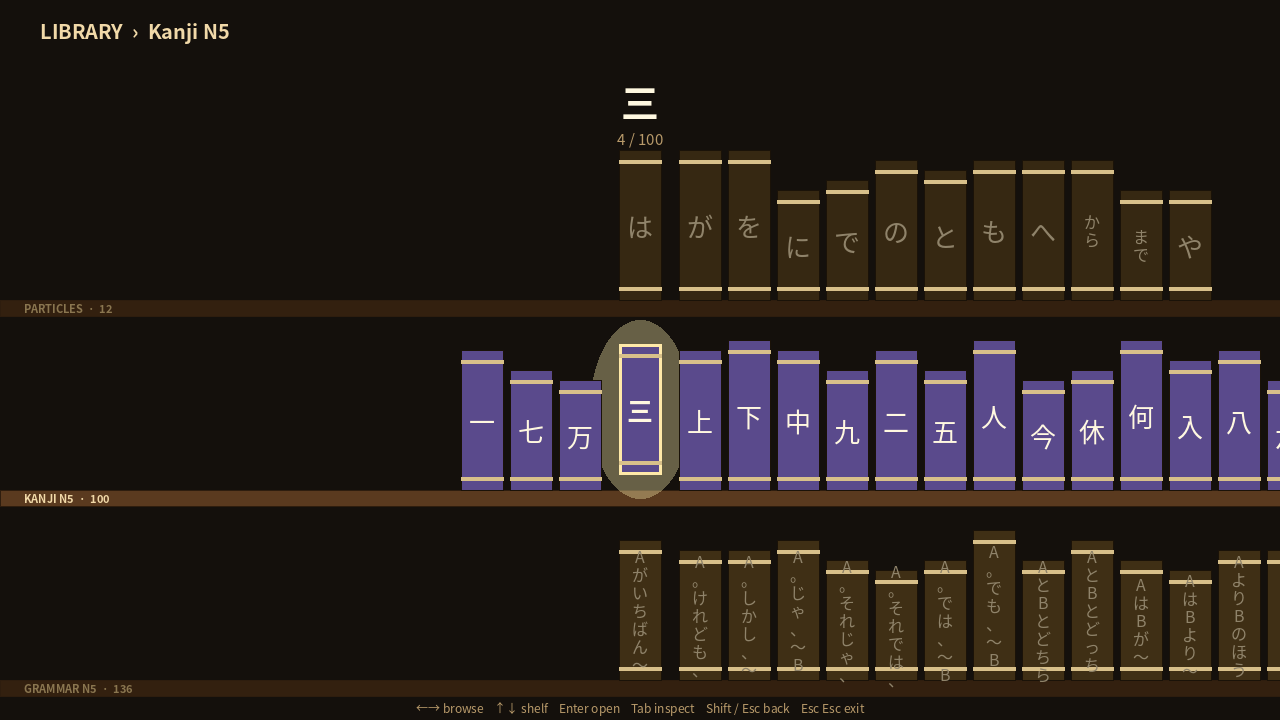 LIBRARY › Kanji N5
三
4 / 100
は が を に で の と も へ から まで や
PARTICLES · 12
一 七 万 三 上 下 中 九 二 五 人 今 休 何 入 八
KANJI N5 · 100
Aがいちばん〜
A。けれども、
A。しかし、〜
A。じゃ、〜B
A。それじゃ、
A。それでは、
A。では、〜B
A。でも、〜B
AとBとどちら
AとBとどっち
AはBが〜
AはBより〜
AよりBのほう
GRAMMAR N5 · 136
←→ browse ↑↓ shelf Enter open Tab inspect Shift / Esc back Esc Esc exit